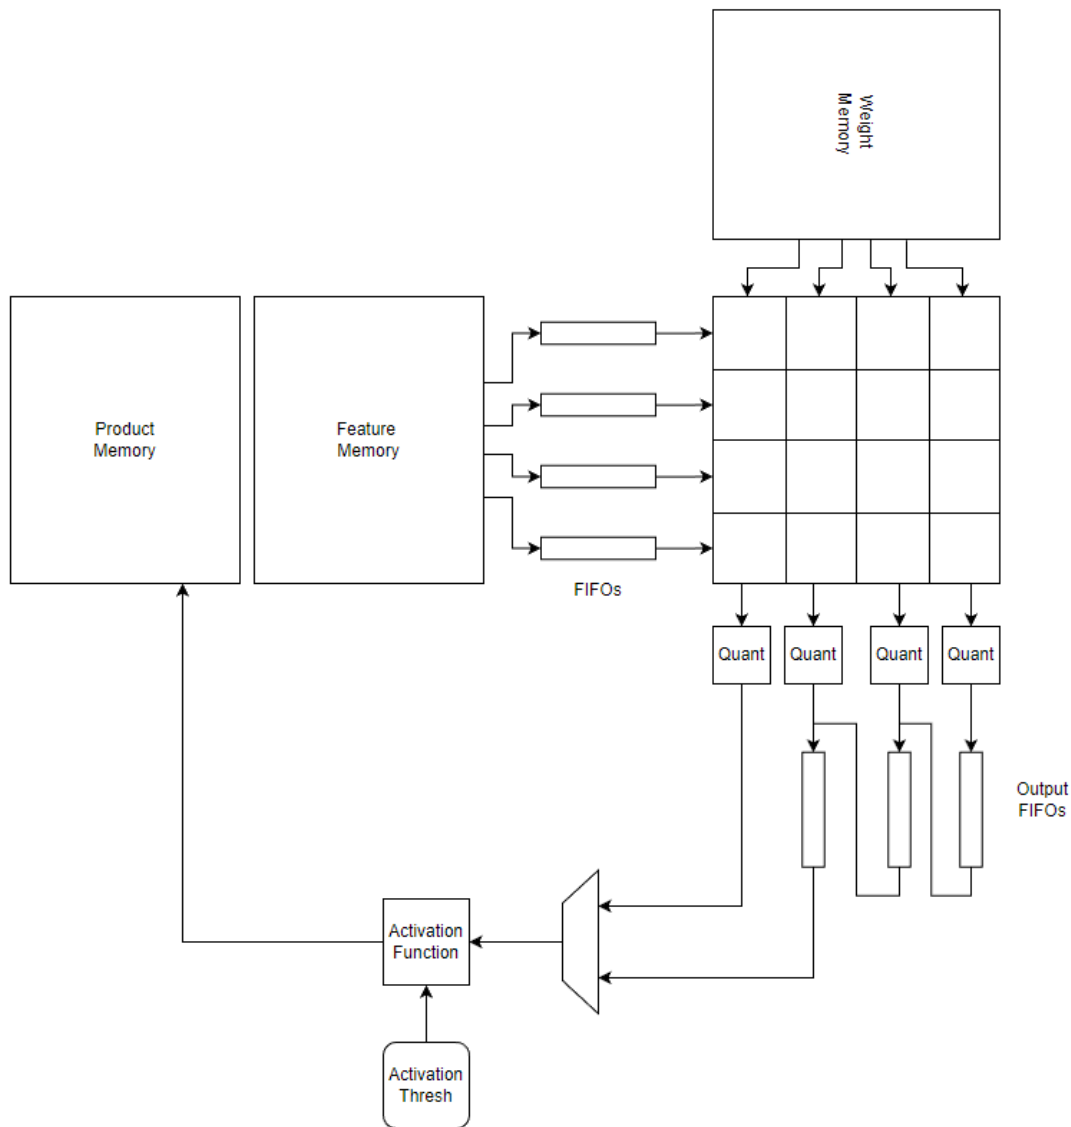 Weight
Memory
Product
Memory
Feature
Memory
FIFOs
Quant
Quant
Quant
Quant
Output
FIFOs
Activation
Function
Activation
Thresh